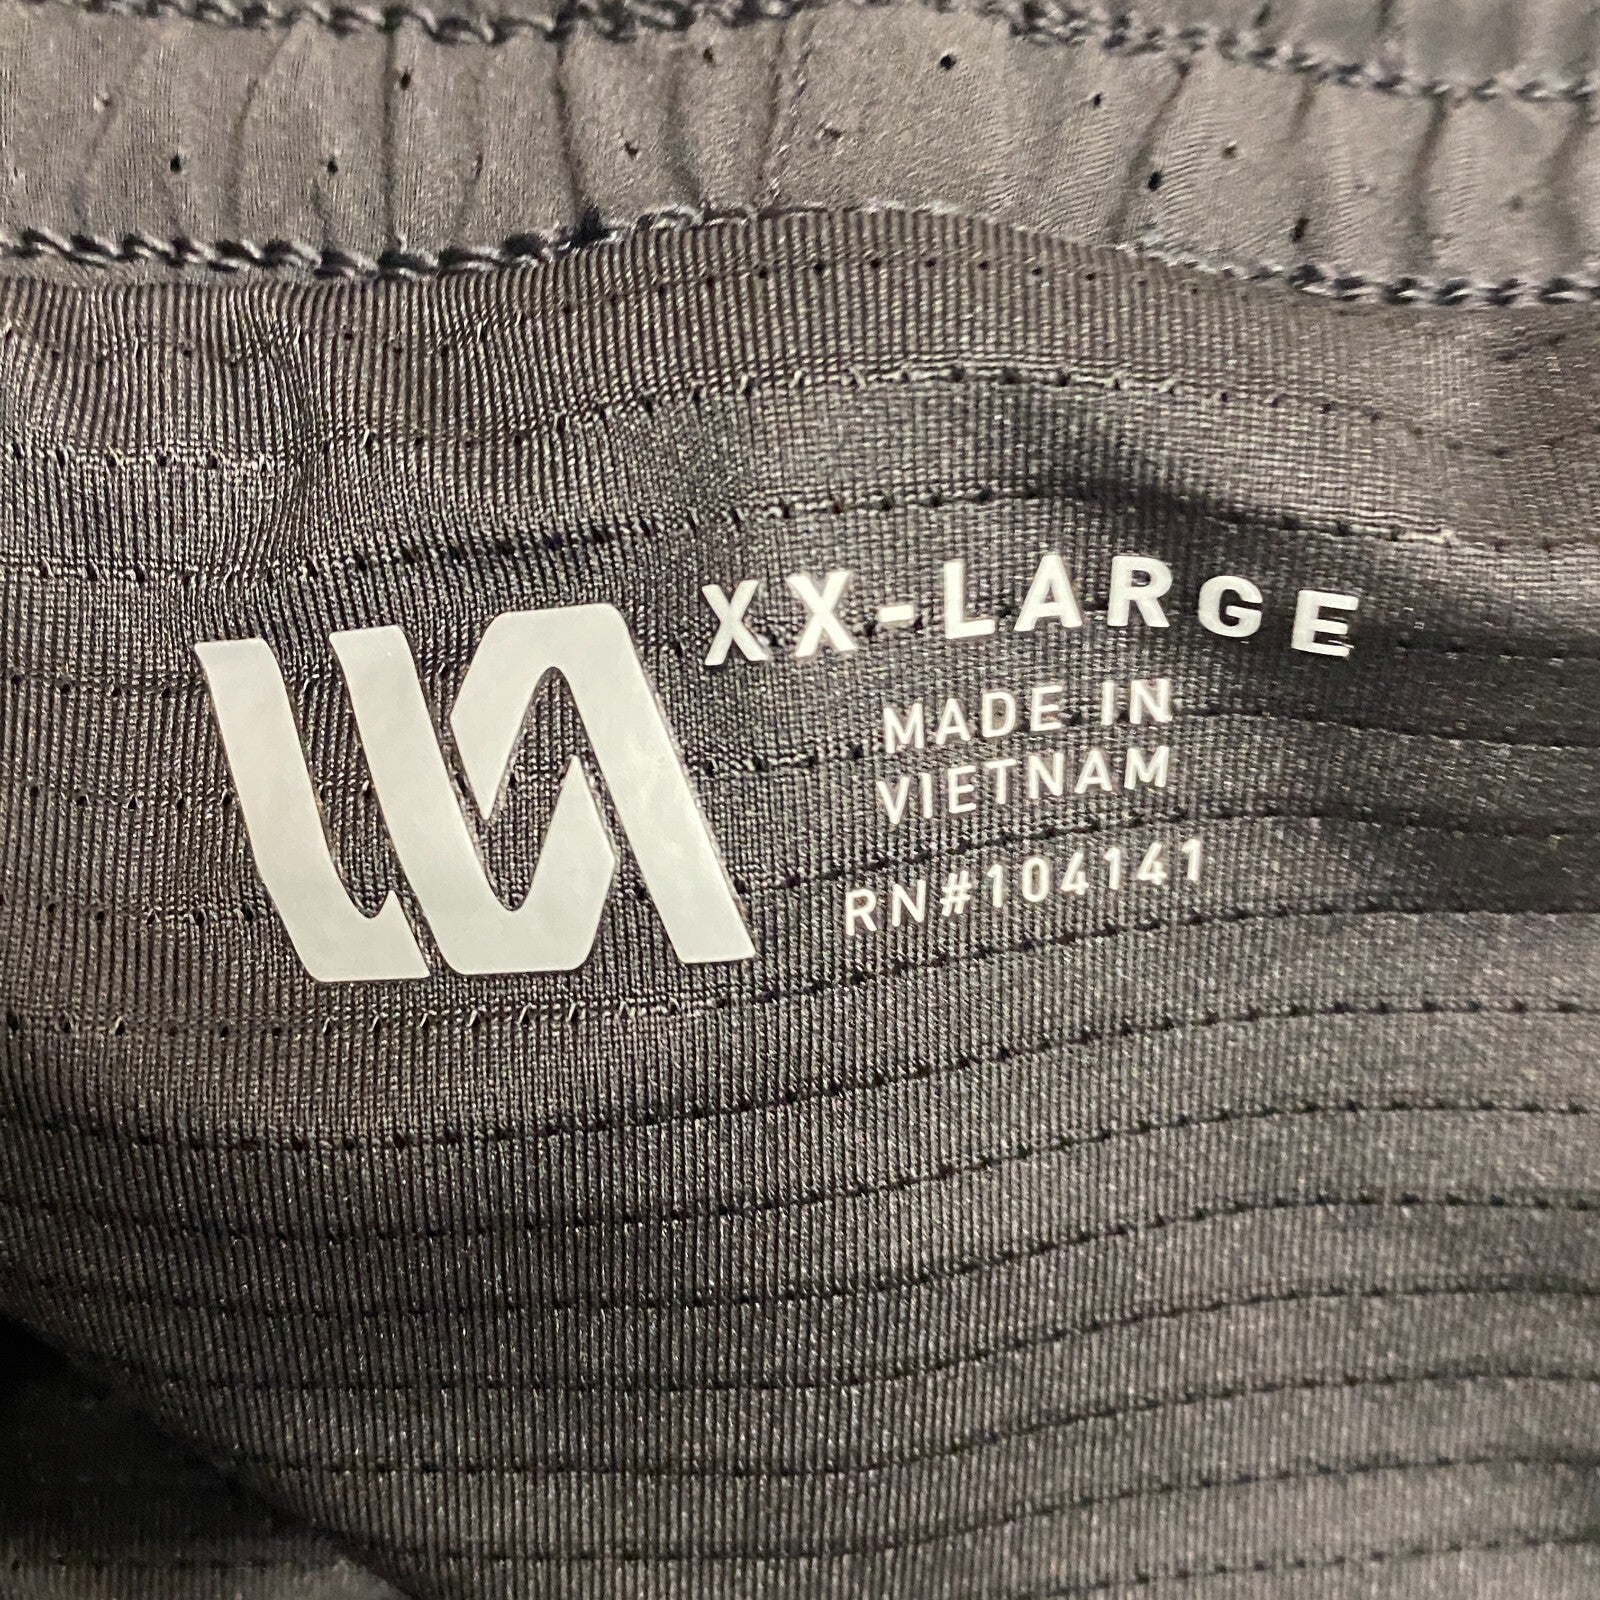 XX-LARGE
MADE IN
VIETNAM
RN#104141